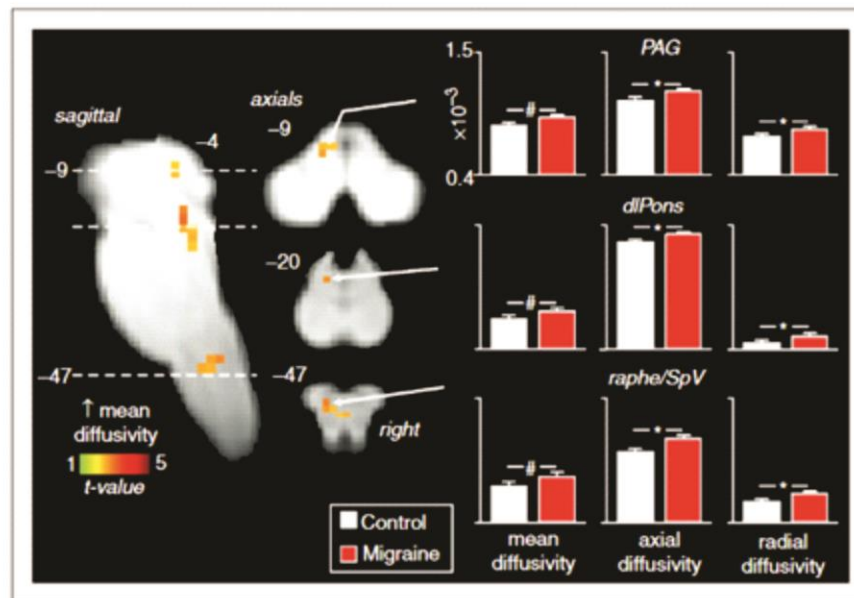 sagittal
axials
–4
–9
–9
–20
–47
–47
right
↑ mean
diffusivity
1 5
t-value
Control
Migraine
PAG
1.5
×10⁻³
0.4
# * *
dlPons
# * *
raphe/SpV
# * *
mean
diffusivity
axial
diffusivity
radial
diffusivity